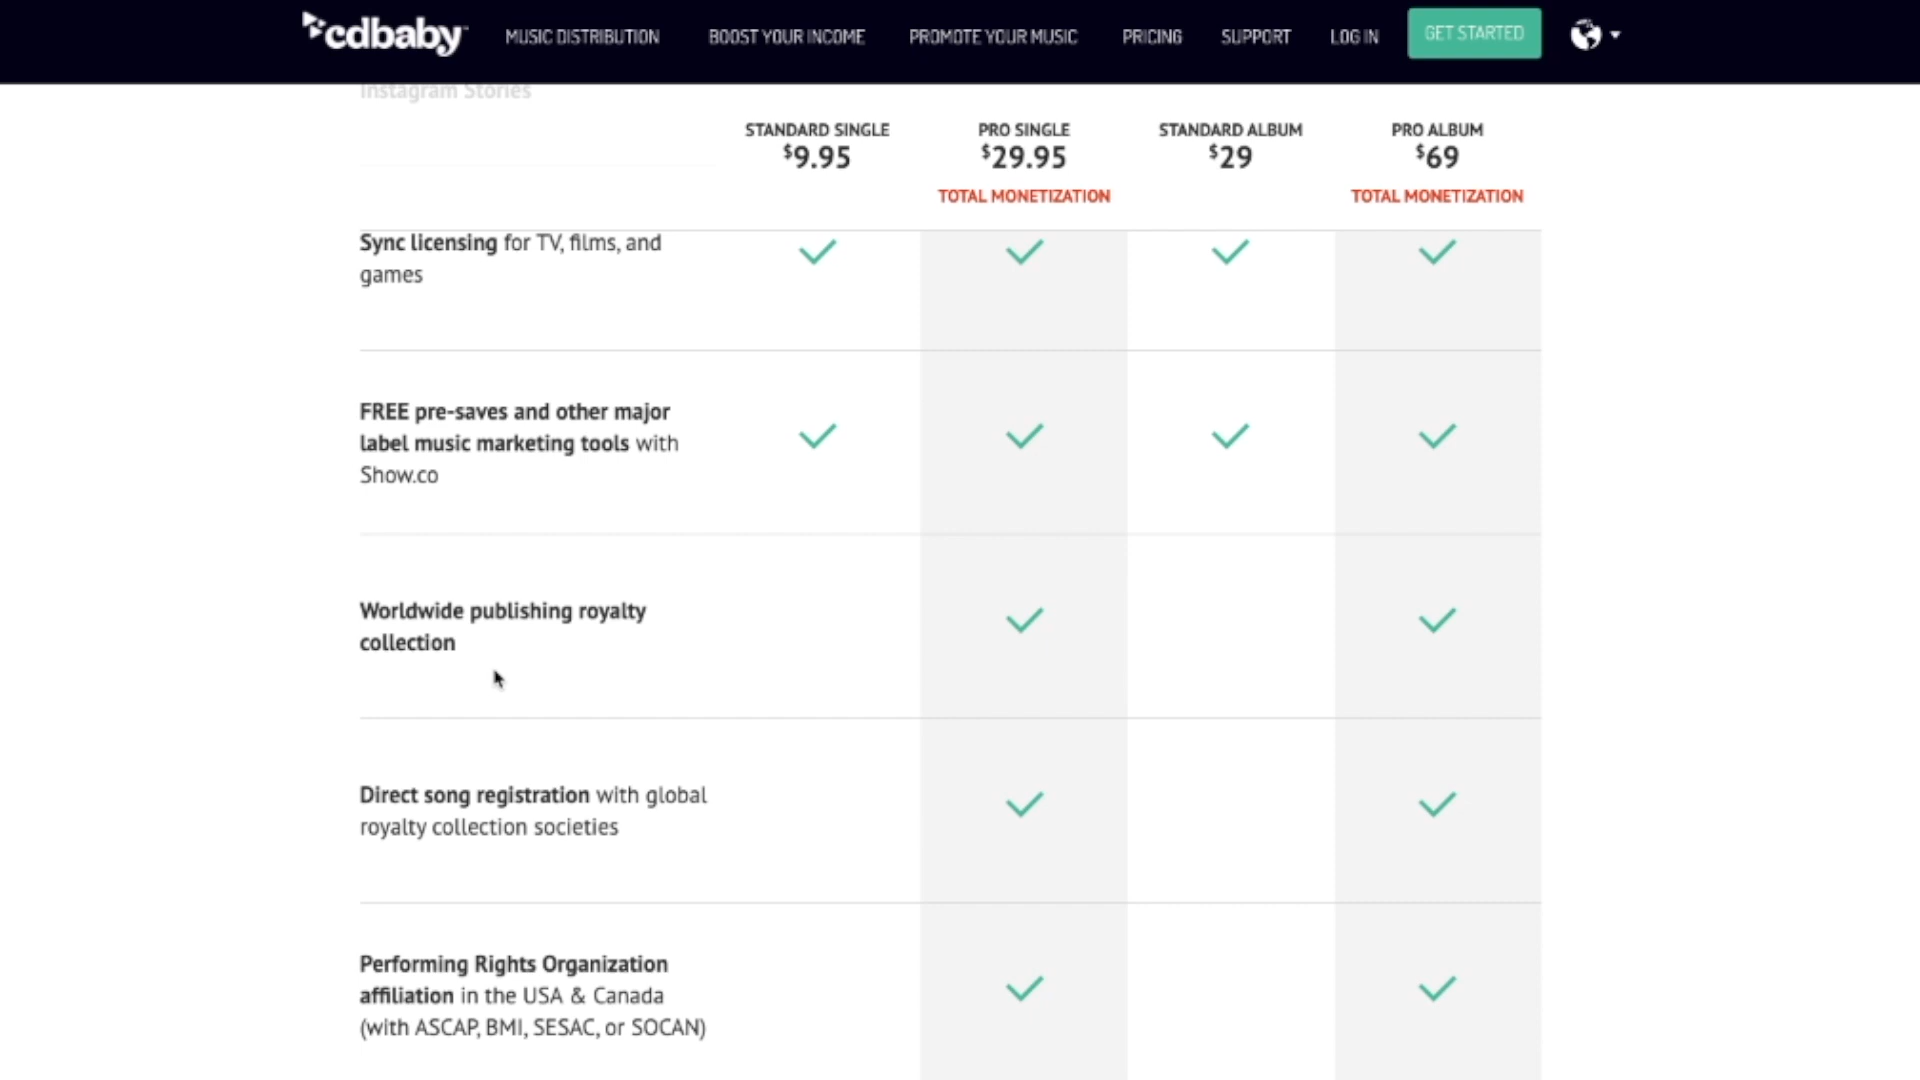 cdbaby MUSIC DISTRIBUTION BOOST YOUR INCOME PROMOTE YOUR MUSIC PRICING SUPPORT LOG IN GET STARTED
Instagram Stories
STANDARD SINGLE PRO SINGLE STANDARD ALBUM PRO ALBUM
$9.95 $29.95 $29 $69
TOTAL MONETIZATION TOTAL MONETIZATION
Sync licensing for TV, films, and
games
FREE pre-saves and other major
label music marketing tools with
Show.co
Worldwide publishing royalty
collection
Direct song registration with global
royalty collection societies
Performing Rights Organization
affiliation in the USA & Canada
(with ASCAP, BMI, SESAC, or SOCAN)